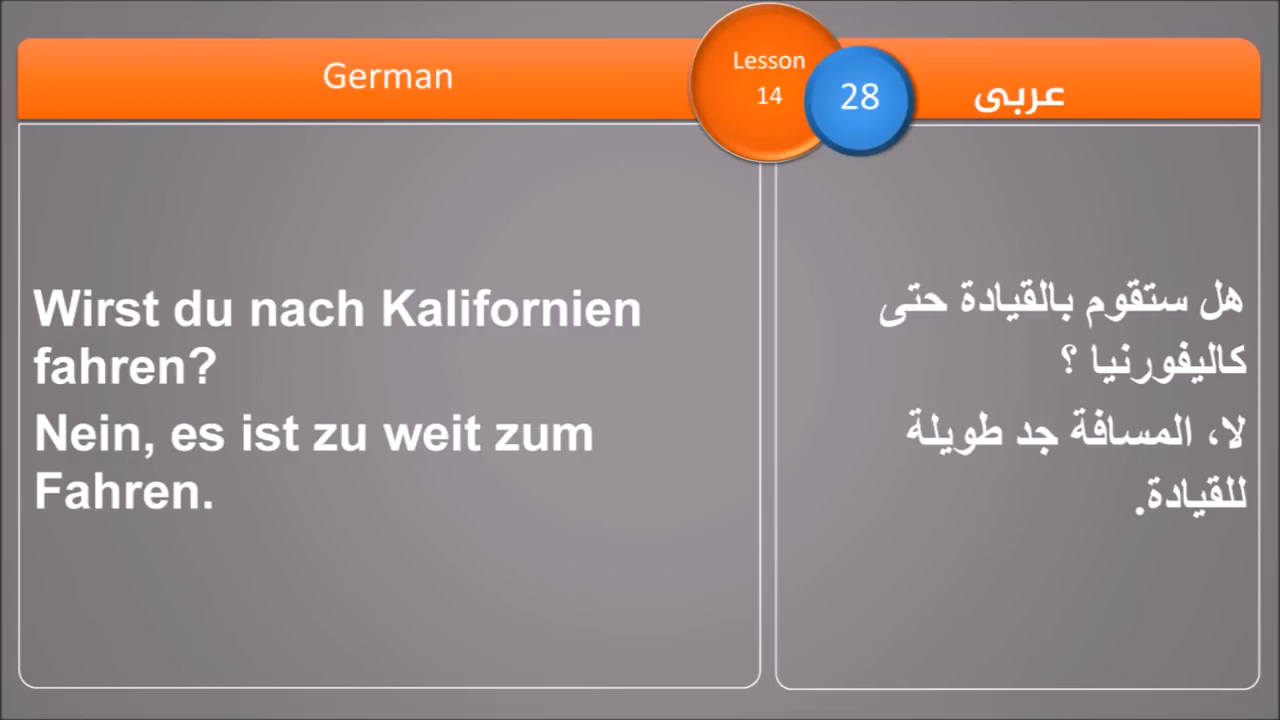 German
Lesson
14
28
عربى
Wirst du nach Kalifornien
fahren?
Nein, es ist zu weit zum
Fahren.
هل ستقوم بالقيادة حتى
كاليفورنيا ؟
لا، المسافة جد طويلة
للقيادة.